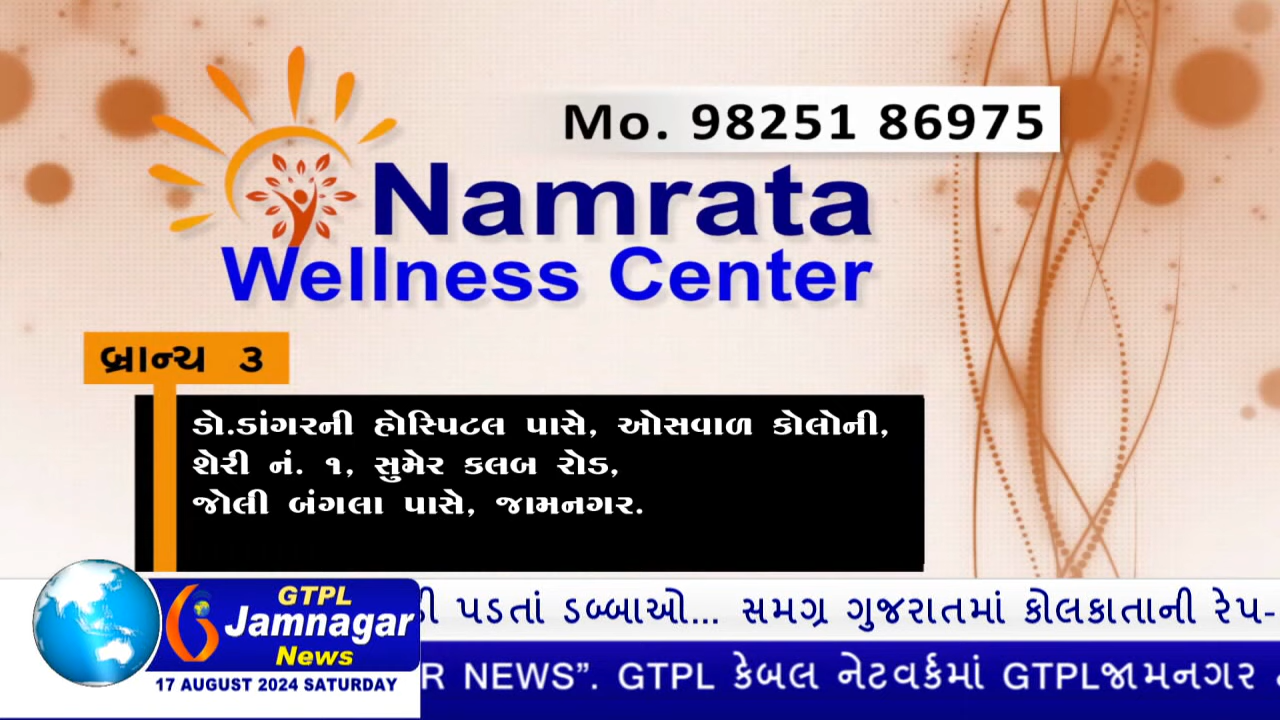 Mo. 98251 86975
Namrata
Wellness Center
બ્રાન્ચ ૩
ડો.ડાંગરની હોસ્પિટલ પાસે, ઓસવાળ કોલોની,
શેરી નં. ૧, સુમેર કલબ રોડ,
જોલી બંગલા પાસે, જામનગર.
GTPL
Jamnagar
News
17 AUGUST 2024 SATURDAY
પડતાં ડબ્બાઓ... સમગ્ર ગુજરાતમાં કોલકાતાની રેપ-
R NEWS”. GTPL કેબલ નેટવર્કમાં GTPLજામનગર